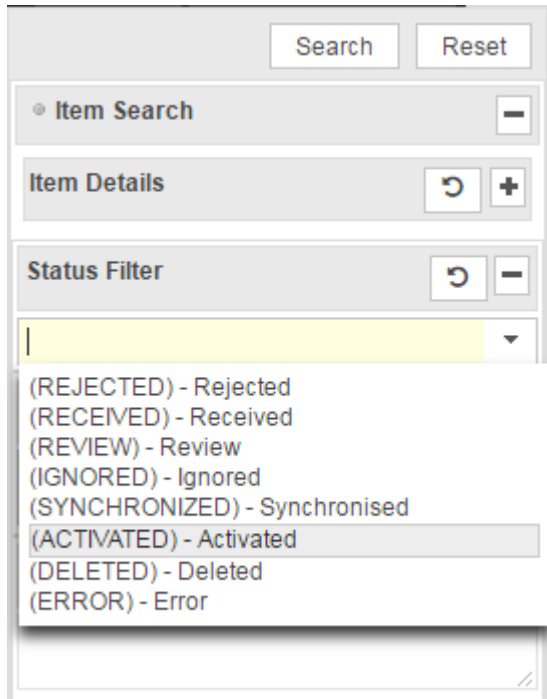 Search Reset
Item Search
Item Details
Status Filter
(REJECTED) - Rejected
(RECEIVED) - Received
(REVIEW) - Review
(IGNORED) - Ignored
(SYNCHRONIZED) - Synchronised
(ACTIVATED) - Activated
(DELETED) - Deleted
(ERROR) - Error